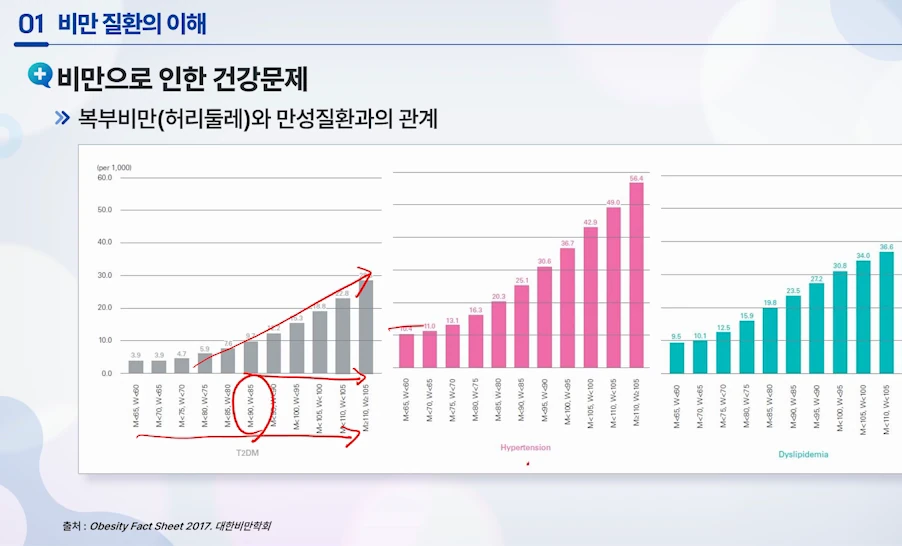 01 비만 질환의 이해
비만으로 인한 건강문제
복부비만(허리둘레)와 만성질환과의 관계
(per 1,000)
60.0
50.0
40.0
30.0
20.0
10.0
0.0
3.9 3.9 4.7 5.9 7.6
M<65, W<60 M<70, W<65 M<75, W<70 M<80, W<75 M<85, W<80 M<90, W<85 M<100, W<95 M<105, W<100 M<110, W<105 M≥110, W≥105
T2DM
10.4 11.0 13.1 16.3 20.3 25.1 30.6 36.7 42.8 49.0 56.4
M<65, W<60 M<70, W<65 M<75, W<70 M<80, W<75 M<85, W<80 M<90, W<85 M<95, W<90 M<100, W<95 M<105, W<100 M<110, W<105 M≥110, W≥105
Hypertension
9.5 10.1 12.5 15.9 19.8 23.5 27.2 30.8 34.0 36.6
M<65, W<60 M<70, W<65 M<75, W<70 M<80, W<75 M<85, W<80 M<90, W<85 M<95, W<90 M<100, W<95 M<105, W<100 M<110, W<105
Dyslipidemia
출처 : Obesity Fact Sheet 2017. 대한비만학회